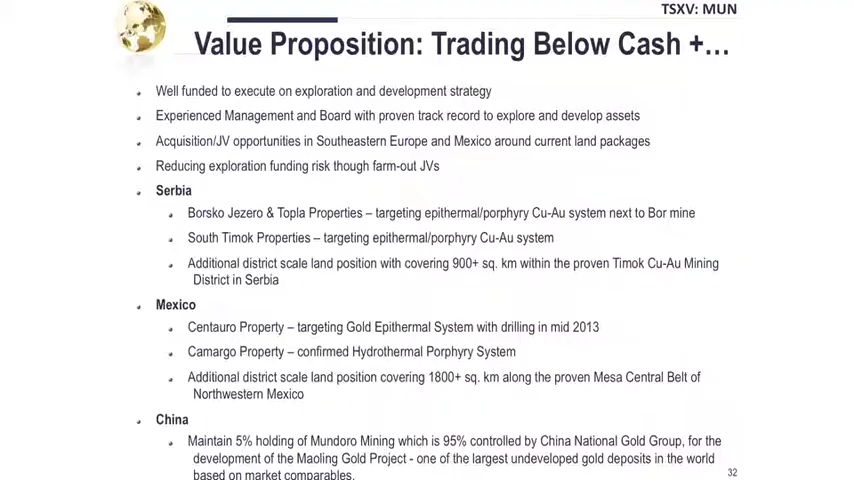 TSXV: MUN
Value Proposition: Trading Below Cash +…
Well funded to execute on exploration and development strategy
Experienced Management and Board with proven track record to explore and develop assets
Acquisition/JV opportunities in Southeastern Europe and Mexico around current land packages
Reducing exploration funding risk though farm-out JVs
Serbia
Borsko Jezero & Topla Properties – targeting epithermal/porphyry Cu-Au system next to Bor mine
South Timok Properties – targeting epithermal/porphyry Cu-Au system
Additional district scale land position with covering 900+ sq. km within the proven Timok Cu-Au Mining
District in Serbia
Mexico
Centauro Property – targeting Gold Epithermal System with drilling in mid 2013
Camargo Property – confirmed Hydrothermal Porphyry System
Additional district scale land position covering 1800+ sq. km along the proven Mesa Central Belt of
Northwestern Mexico
China
Maintain 5% holding of Mundoro Mining which is 95% controlled by China National Gold Group, for the
development of the Maoling Gold Project - one of the largest undeveloped gold deposits in the world
based on market comparables.
32